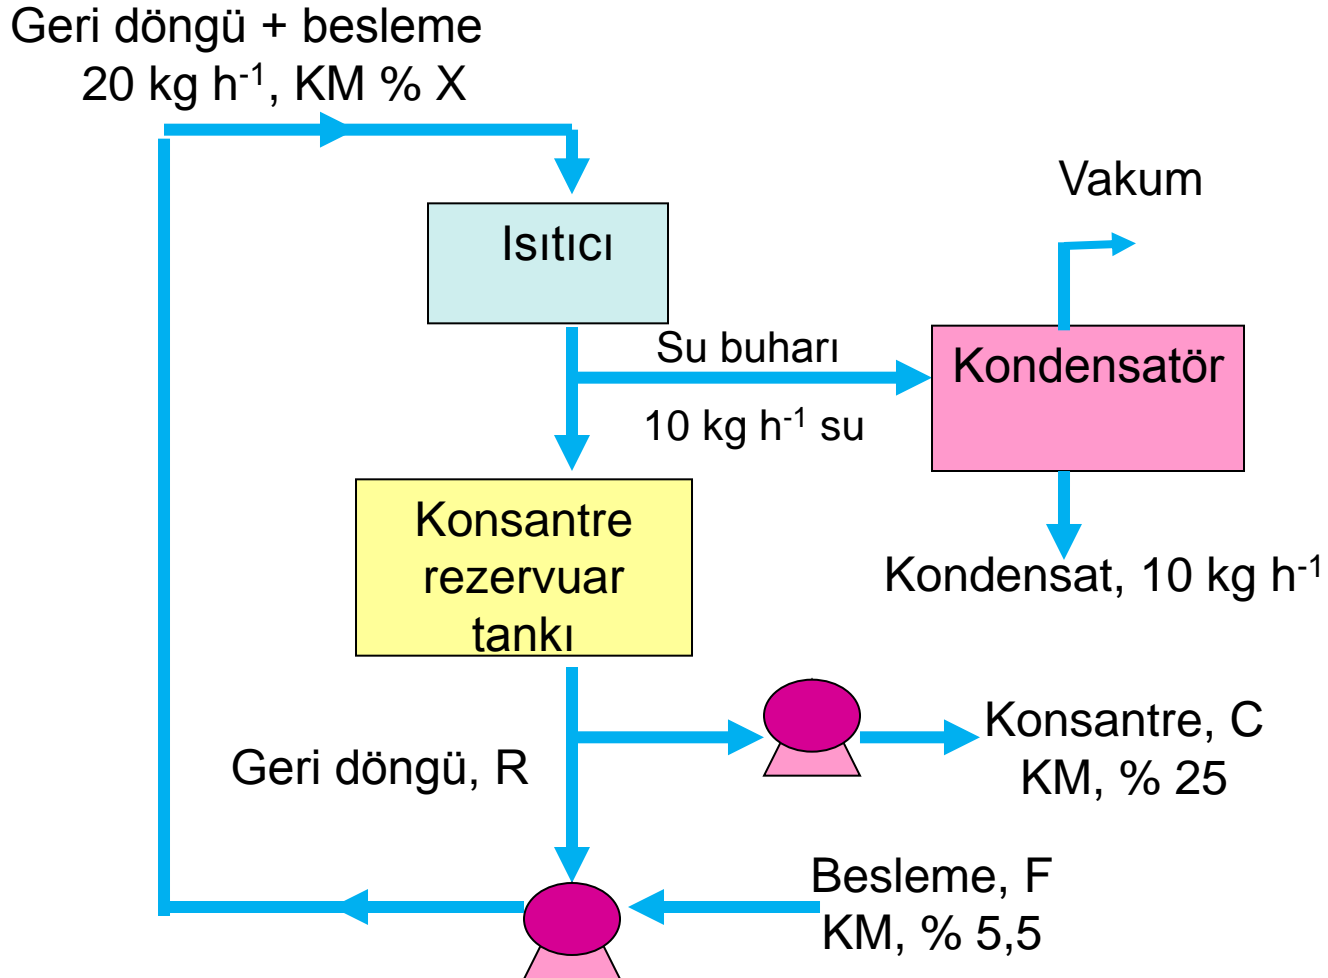 Geri döngü + besleme
20 kg h-1, KM % X
Vakum
Isıtıcı
Su buharı
Kondensatör
10 kg h-1 su
Konsantre
rezervuar
tankı
Kondensat, 10 kg h-1
Konsantre, C
KM, % 25
Geri döngü, R
Besleme, F
KM, % 5,5